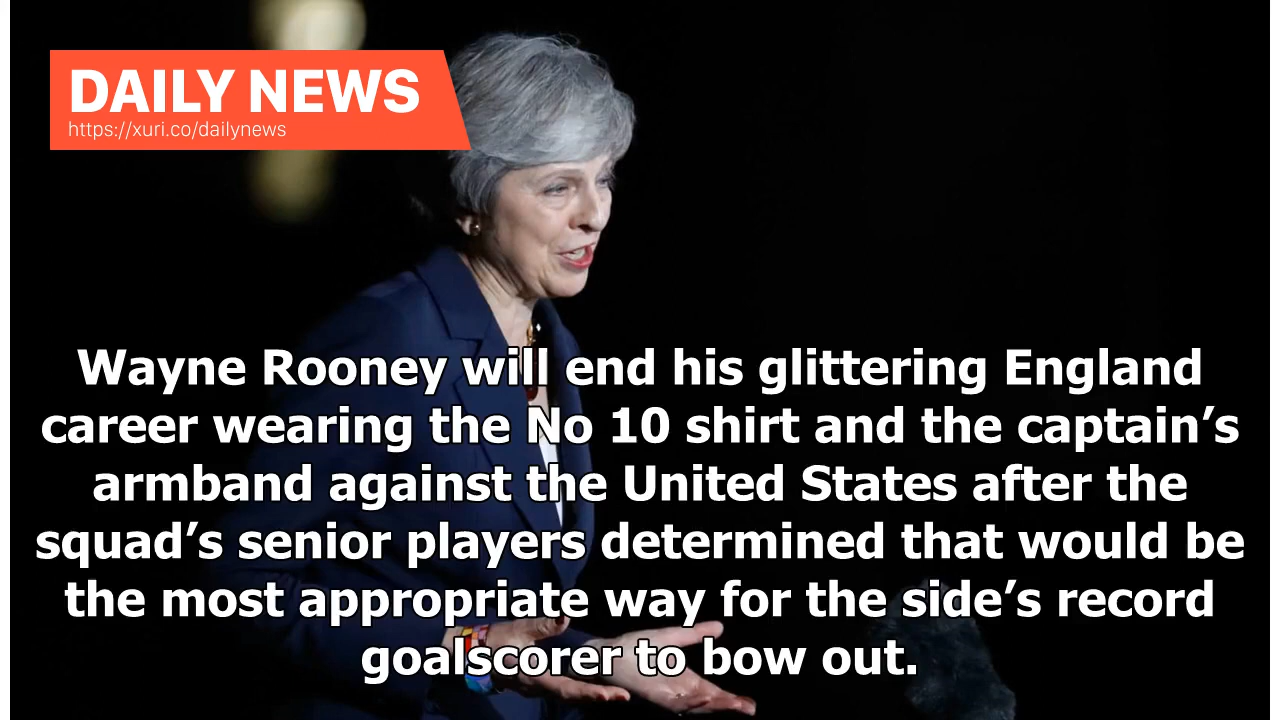 DAILY NEWS
https://xuri.co/dailynews
Wayne Rooney will end his glittering England
career wearing the No 10 shirt and the captain’s
armband against the United States after the
squad’s senior players determined that would be
the most appropriate way for the side’s record
goalscorer to bow out.